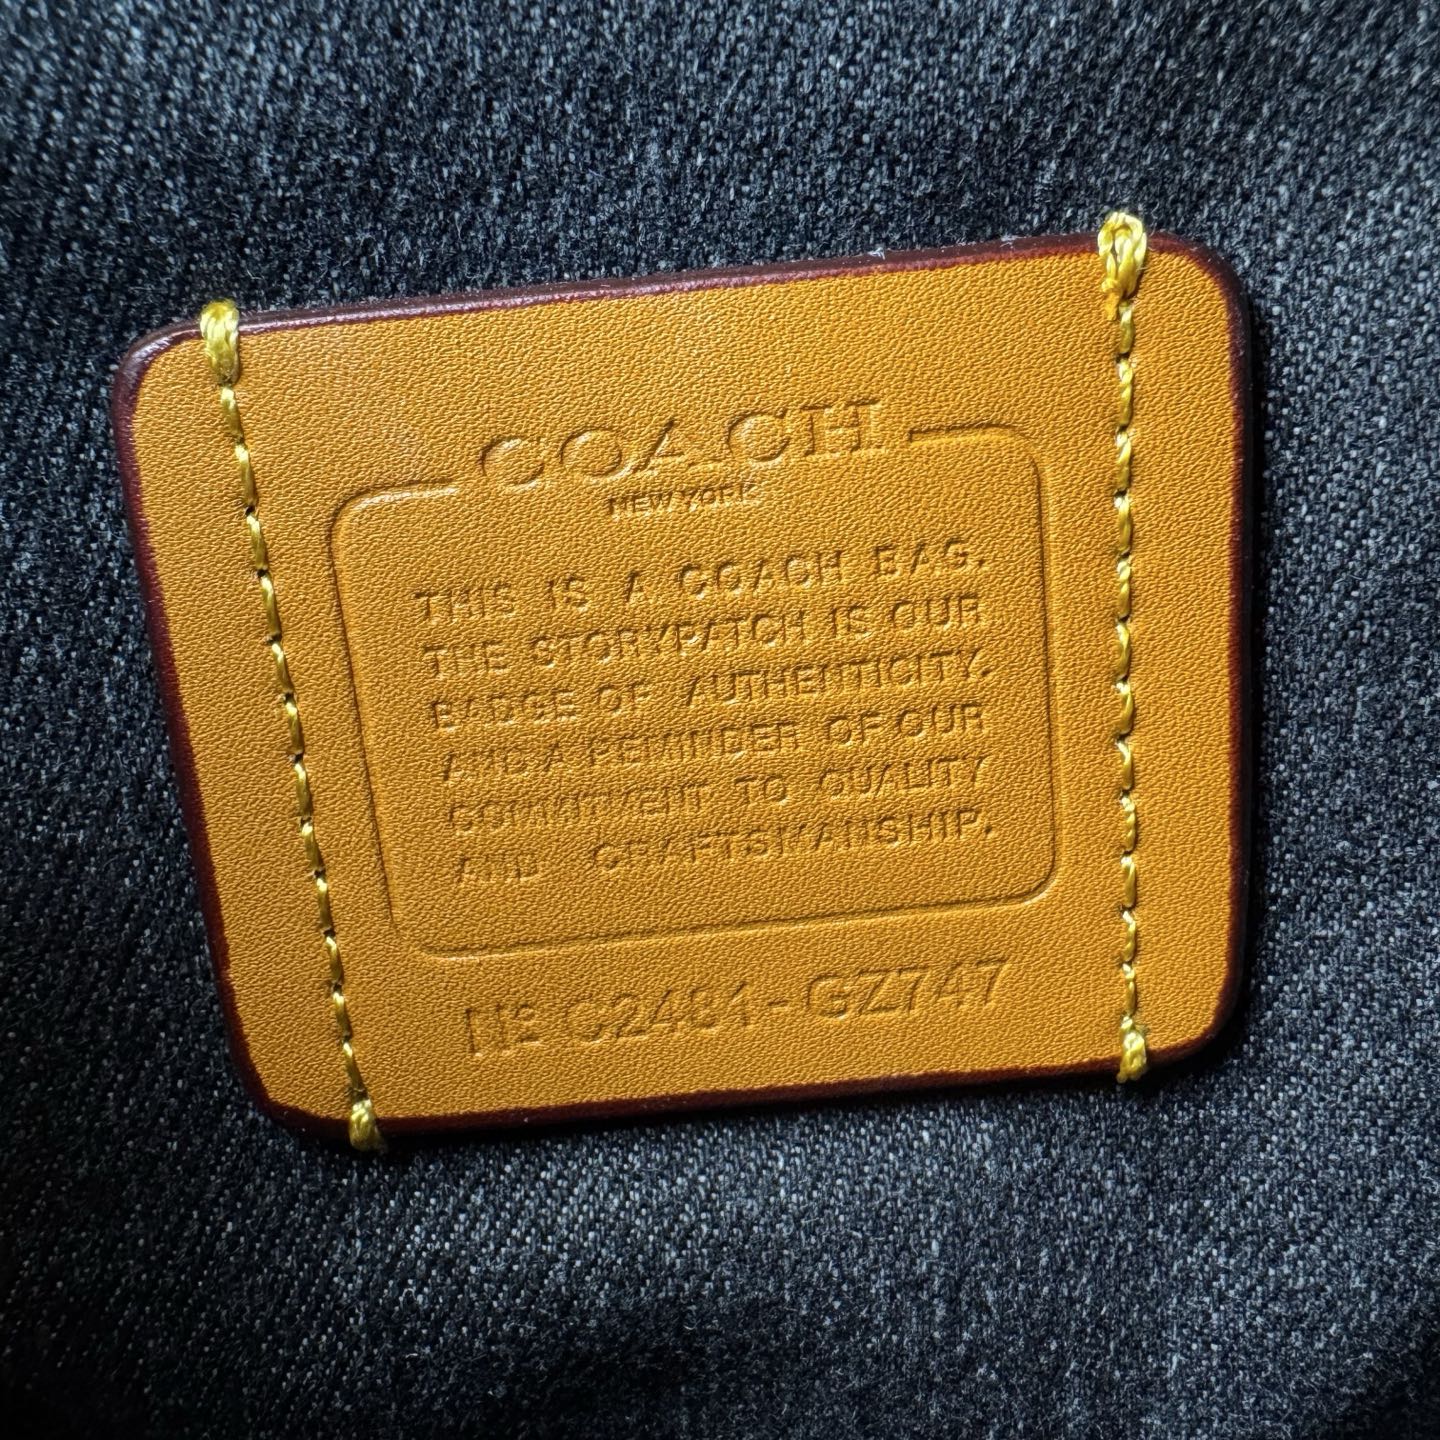 COACH
NEW YORK
THIS IS A COACH BAG.
THE STORYPATCH IS OUR
BADGE OF AUTHENTICITY.
AND A REMINDER OF OUR
COMMITMENT TO QUALITY
AND CRAFTSMANSHIP.
№ C2481-GZ747